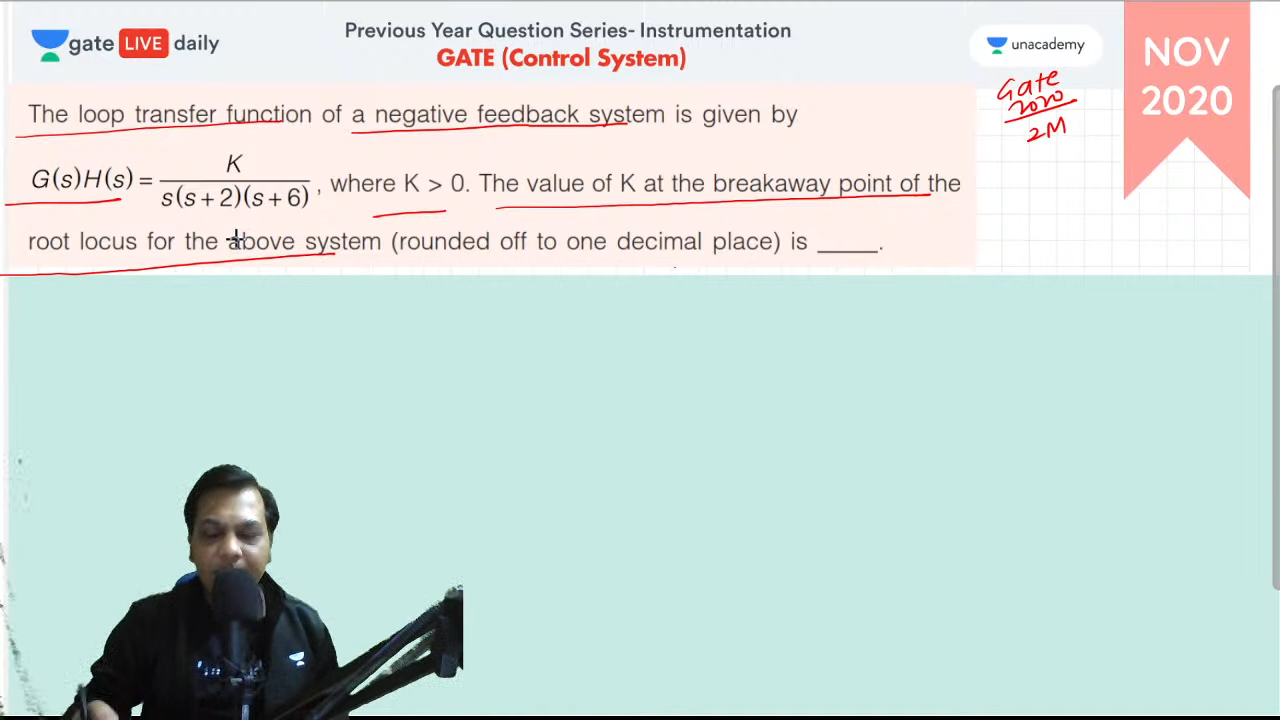 gate LIVE daily
Previous Year Question Series- Instrumentation
GATE (Control System)
unacademy
NOV
2020
Gate
2020
2M
The loop transfer function of a negative feedback system is given by
G(s)H(s) = K / s(s+2)(s+6) , where K > 0. The value of K at the breakaway point of the
root locus for the above system (rounded off to one decimal place) is _____.